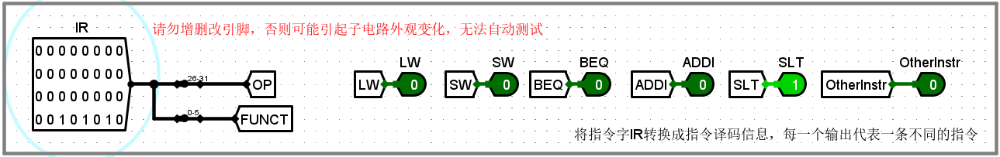 IR
请勿增删改引脚，否则可能引起子电路外观变化，无法自动测试
0 0 0 0 0 0 0 0
0 0 0 0 0 0 0 0
0 0 0 0 0 0 0 0
0 0 1 0 1 0 1 0
26-31
OP
0-5
FUNCT
LW
LW 0
SW
SW 0
BEQ
BEQ 0
ADDI
ADDI 0
SLT
SLT 1
OtherInstr
OtherInstr 0
将指令字IR转换成指令译码信息，每一个输出代表一条不同的指令